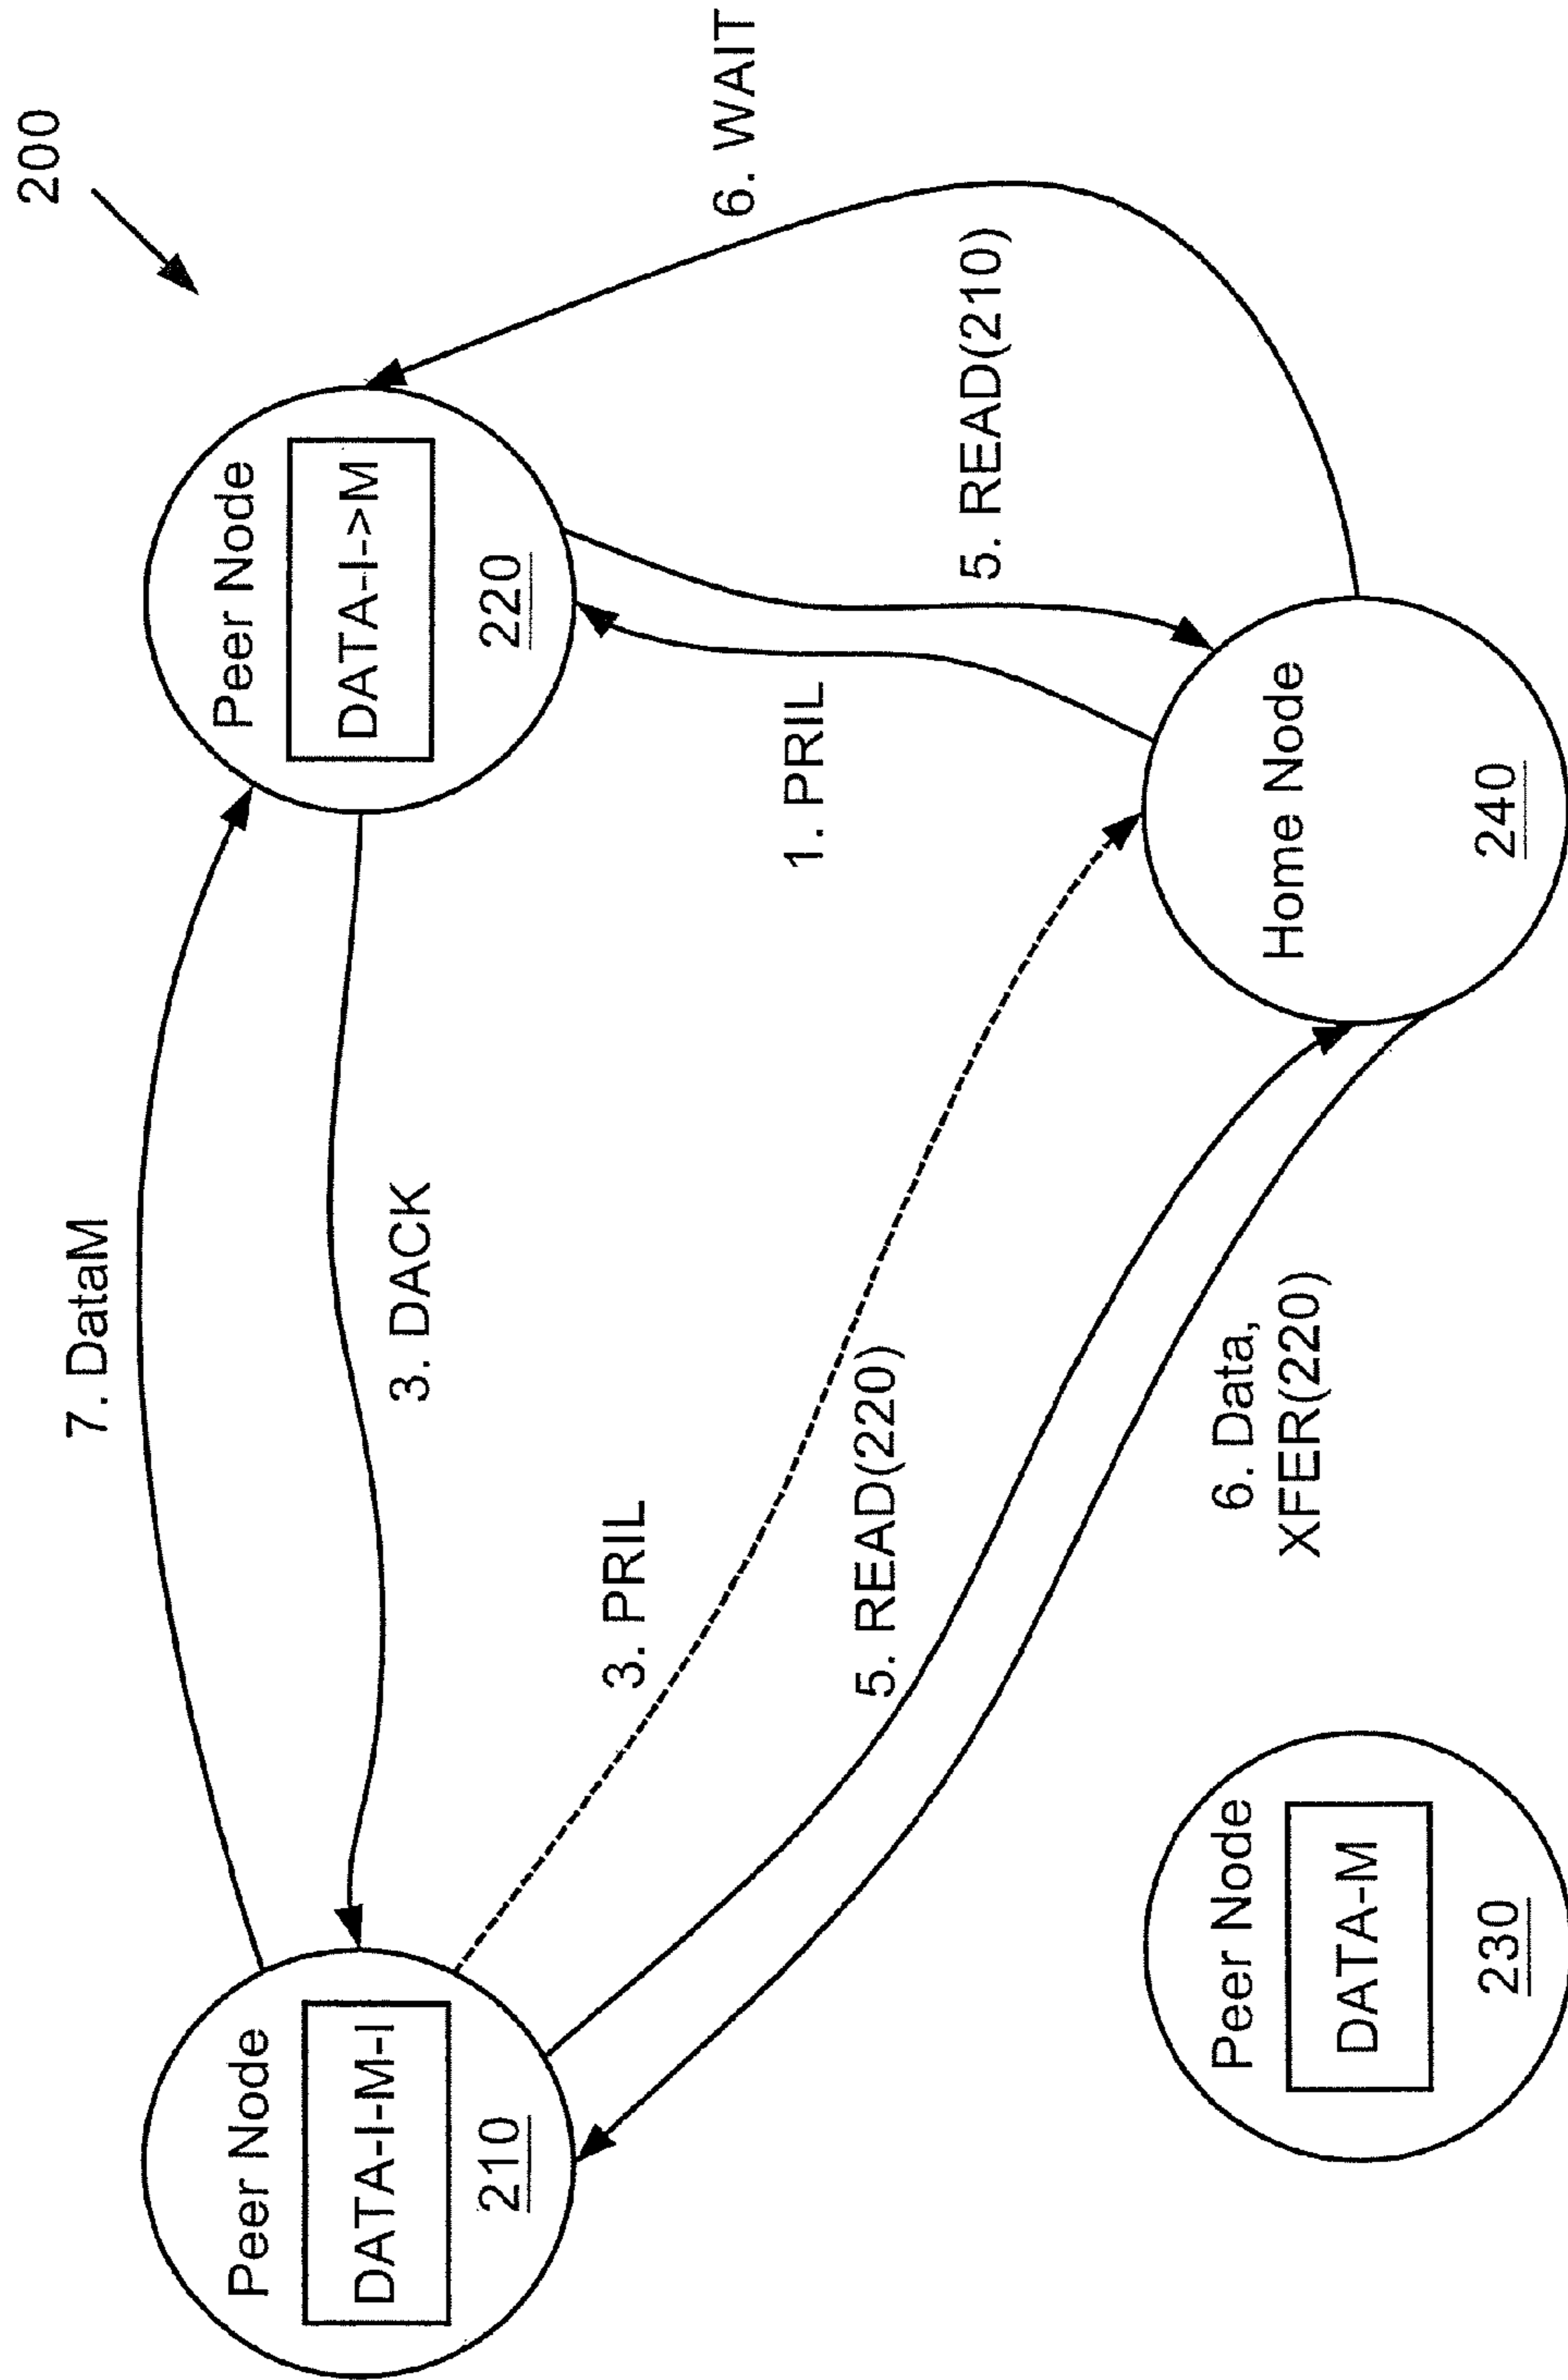 200
7. DataM
Peer Node
DATA-I-M-I
210
Peer Node
DATA-I->M
220
3. DACK
6. WAIT
3. PRIL
1. PRIL
5. READ(210)
5. READ(220)
6. Data,
XFER(220)
Peer Node
DATA-M
230
Home Node
240